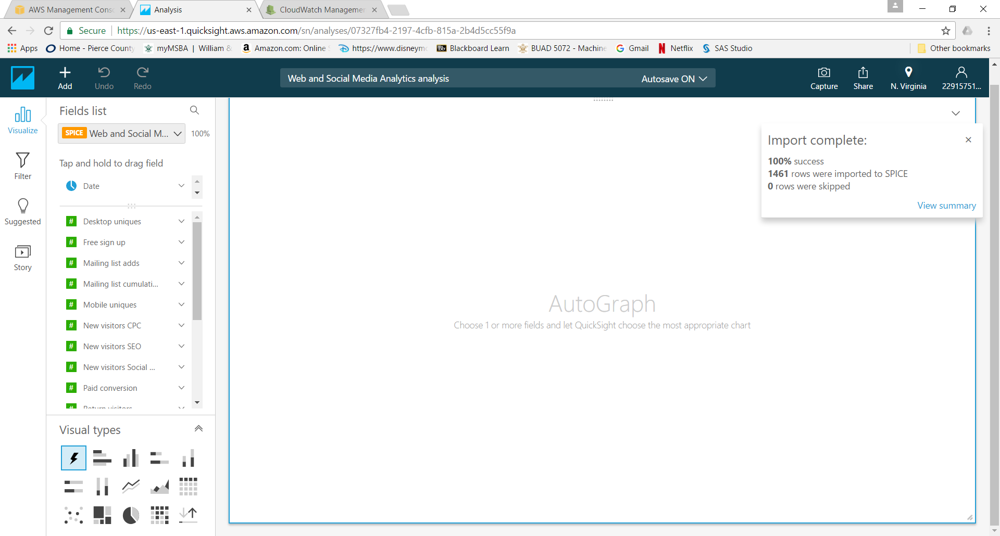 AWS Management Conso
Analysis
CloudWatch Managemen
Secure
https://us-east-1.quicksight.aws.amazon.com/sn/analyses/07327fb4-2197-4cfb-815a-2b4d5cc55f9a
Apps
Home - Pierce County
myMSBA | William &
Amazon.com: Online
https://www.disneymo
Blackboard Learn
BUAD 5072 - Machine
Gmail
Netflix
SAS Studio
Other bookmarks
Add
Undo
Redo
Web and Social Media Analytics analysis
Autosave ON
Capture
Share
N. Virginia
22915751...
Visualize
Filter
Suggested
Story
Fields list
SPICE Web and Social M...
100%
Tap and hold to drag field
Date
# Desktop uniques
# Free sign up
# Mailing list adds
# Mailing list cumulati...
# Mobile uniques
# New visitors CPC
# New visitors SEO
# New visitors Social ...
# Paid conversion
# Return visitors
Visual types
AutoGraph
Choose 1 or more fields and let QuickSight choose the most appropriate chart
Import complete:
100% success
1461 rows were imported to SPICE
0 rows were skipped
View summary